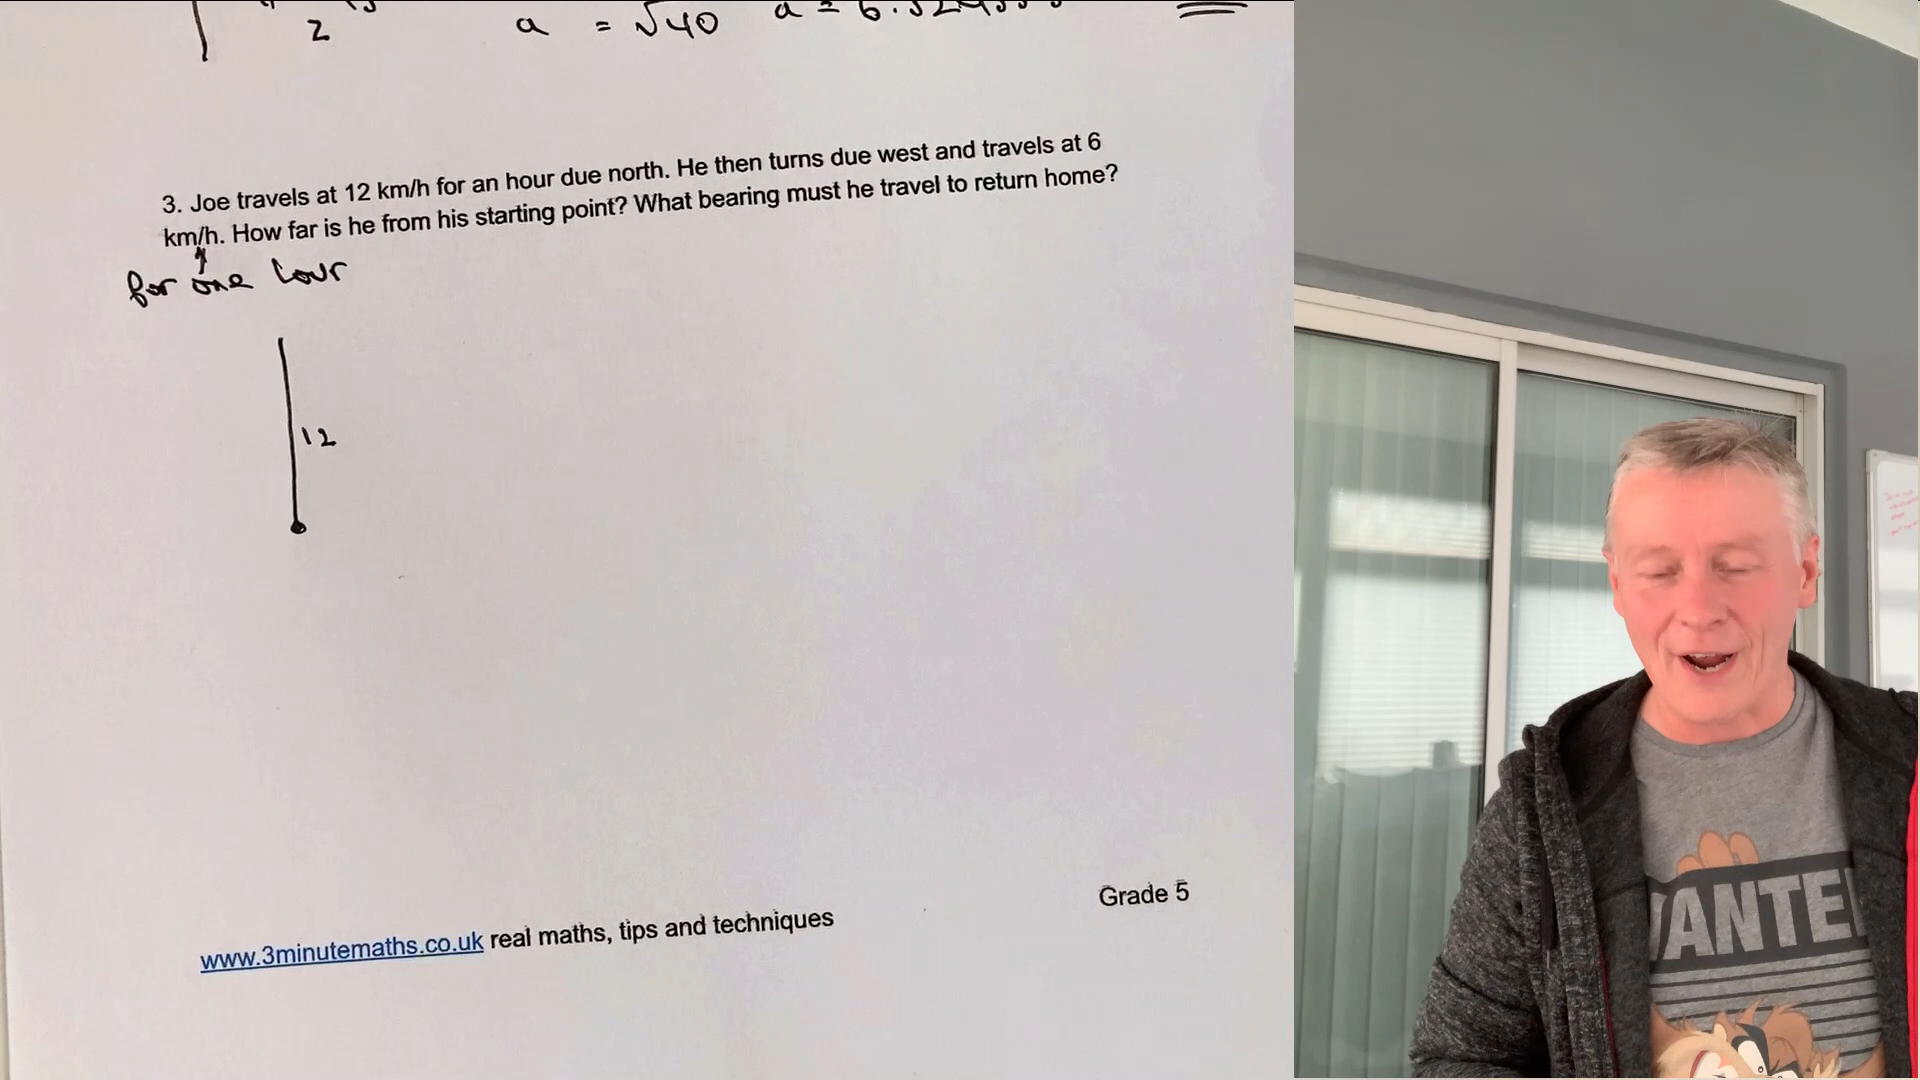 2 a = √40 a =
3. Joe travels at 12 km/h for an hour due north. He then turns due west and travels at 6
km/h. How far is he from his starting point? What bearing must he travel to return home?
for one hour
12
Grade 5
www.3minutemaths.co.uk real maths, tips and techniques